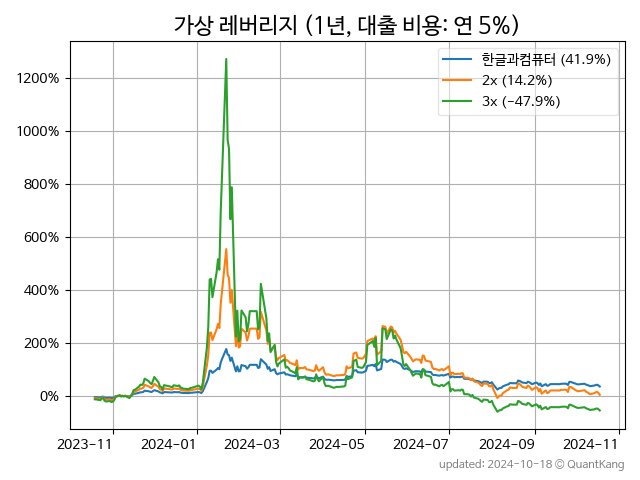 가상 레버리지 (1년, 대출 비용: 연 5%)
한글과컴퓨터 (41.9%)
2x (14.2%)
3x (−47.9%)
1200%
1000%
800%
600%
400%
200%
0%
2023-11 2024-01 2024-03 2024-05 2024-07 2024-09 2024-11
updated: 2024-10-18 © QuantKang